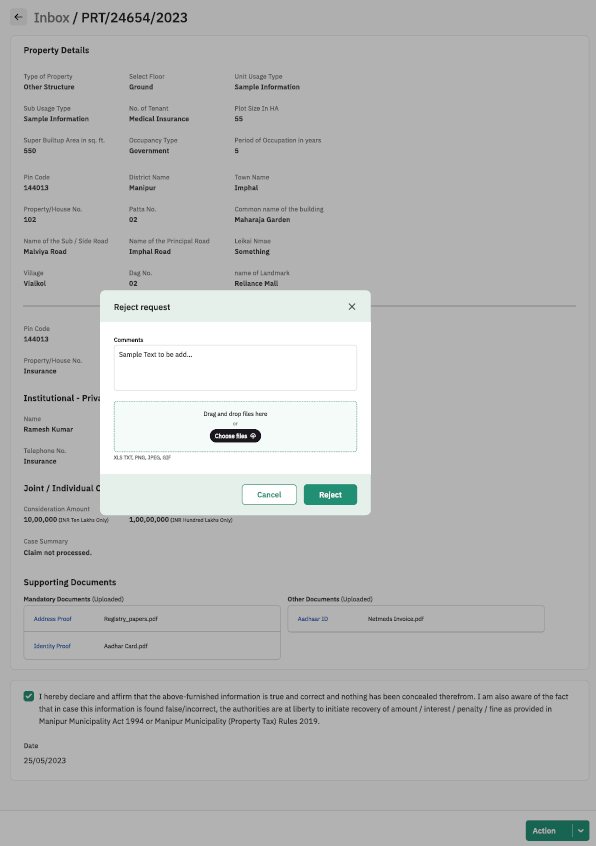 Inbox / PRT/24654/2023
Property Details
Type of Property Select Floor Unit Usage Type
Other Structure Ground Sample Information
Sub Usage Type No. of Tenant Plot Size In HA
Sample Information Medical Insurance 55
Super Builtup Area in sq. ft. Occupancy Type Period of Occupation in years
550 Government 5
Pin Code District Name Town Name
144013 Manipur Imphal
Property/House No. Patta No. Common name of the building
102 02 Maharaja Garden
Name of the Sub / Side Road Name of the Principal Road Leikai Nmae
Malviya Road Imphal Road Something
Village Dag No. name of Landmark
Vialkol 02 Reliance Mall
Reject request
Pin Code
144013
Comments
Sample Text to be add...
Property/House No.
Insurance
Institutional - Priva
Name
Ramesh Kumar
Drag and drop files here
or
Choose files
Telephone No.
Insurance
XLS TXT, PNG, JPEG, GIF
Joint / Individual C
Cancel Reject
Consideration Amount
10,00,000 (INR Ten Lakhs Only) 1,00,00,000 (INR Hundred Lakhs Only)
Case Summary
Claim not processed.
Supporting Documents
Mandatory Documents (Uploaded) Other Documents (Uploaded)
Address Proof Registry_papers.pdf Aadhaar ID Netmeds Invoice.pdf
Identity Proof Aadhar Card.pdf
I hereby declare and affirm that the above-furnished information is true and correct and nothing has been concealed therefrom. I am also aware of the fact
that in case this information is found false/incorrect, the authorities are at liberty to initiate recovery of amount / interest / penalty / fine as provided in
Manipur Municipality Act 1994 or Manipur Municipality (Property Tax) Rules 2019.
Date
25/05/2023
Action